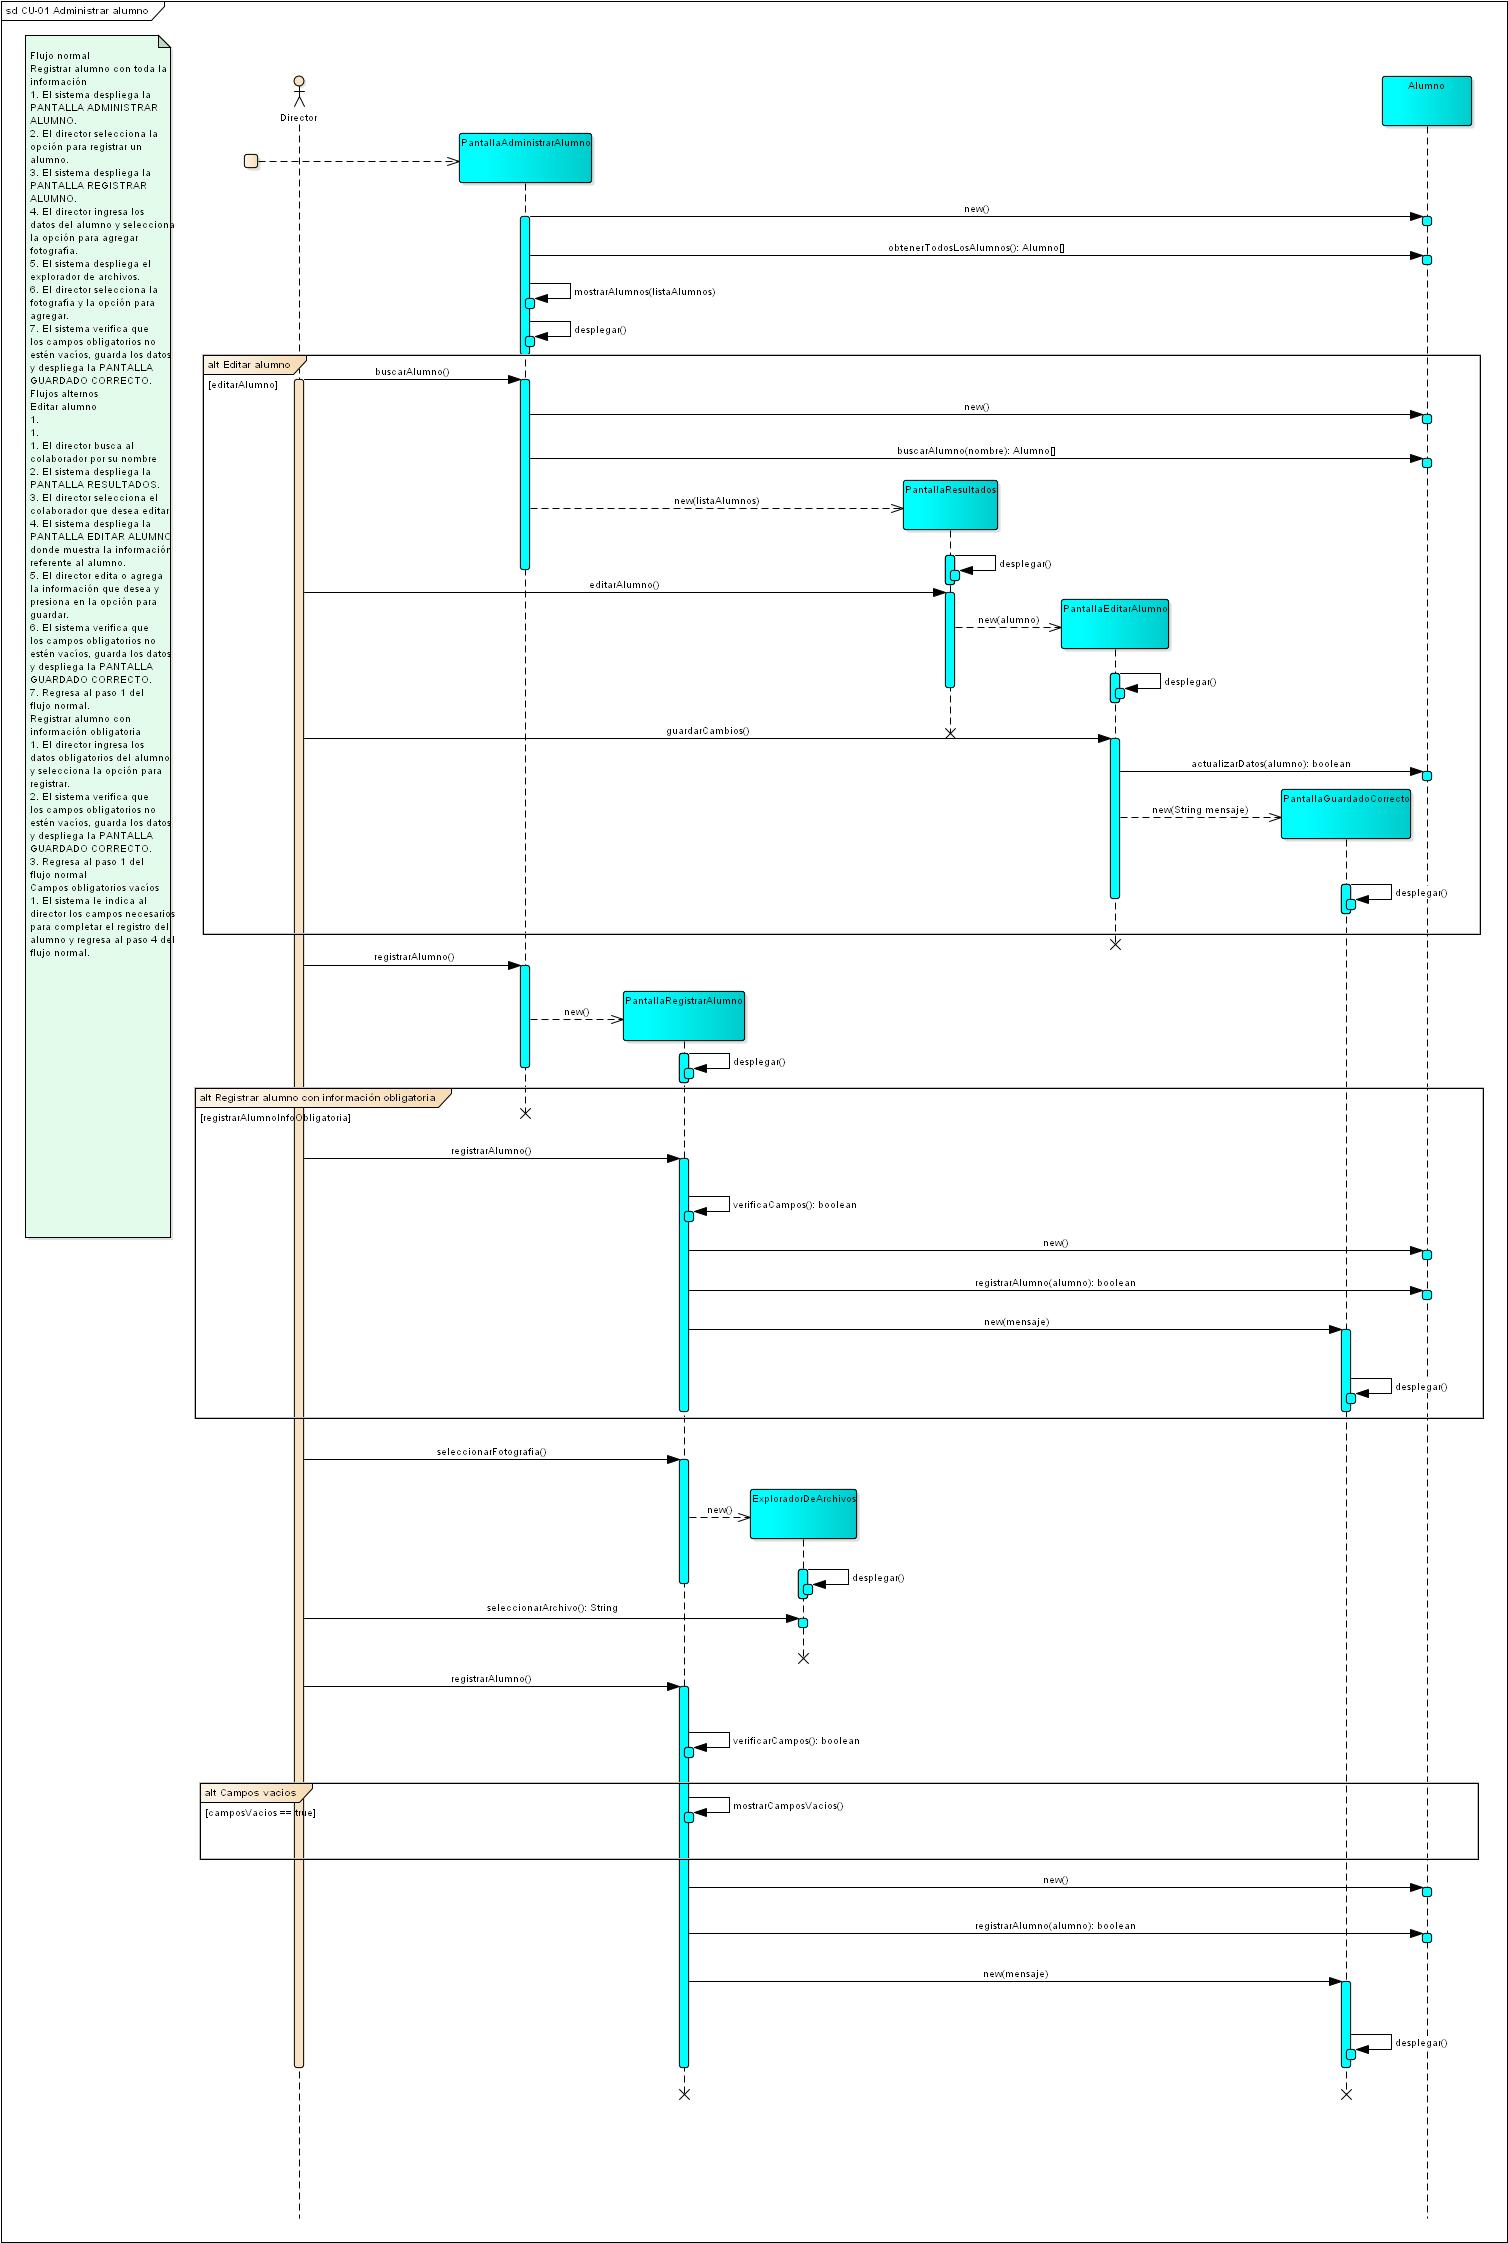 sd CU-01 Administrar alumno
Flujo normal
Registrar alumno con toda la
información
1. El sistema despliega la
PANTALLA ADMINISTRAR
ALUMNO.
2. El director selecciona la
opción para registrar un
alumno.
3. El sistema despliega la
PANTALLA REGISTRAR
ALUMNO.
4. El director ingresa los
datos del alumno y selecciona
la opción para agregar
fotografía.
5. El sistema despliega el
explorador de archivos.
6. El director selecciona la
fotografía y la opción para
agregar.
7. El sistema verifica que
los campos obligatorios no
estén vacíos, guarda los datos
y despliega la PANTALLA
GUARDADO CORRECTO.
Flujos alternos
Editar alumno
1.
1.
1. El director busca al
colaborador por su nombre
2. El sistema despliega la
PANTALLA RESULTADOS.
3. El director selecciona el
colaborador que desea editar
4. El sistema despliega la
PANTALLA EDITAR ALUMNO
donde muestra la información
referente al alumno.
5. El director edita o agrega
la información que desea y
presiona en la opción para
guardar.
6. El sistema verifica que
los campos obligatorios no
estén vacíos, guarda los datos
y despliega la PANTALLA
GUARDADO CORRECTO.
7. Regresa al paso 1 del
flujo normal.
Registrar alumno con
información obligatoria
1. El director ingresa los
datos obligatorios del alumno
y selecciona la opción para
registrar.
2. El sistema verifica que
los campos obligatorios no
estén vacíos, guarda los datos
y despliega la PANTALLA
GUARDADO CORRECTO.
3. Regresa al paso 1 del
flujo normal
Campos obligatorios vacíos
1. El sistema le indica al
director los campos necesarios
para completar el registro del
alumno y regresa al paso 4 del
flujo normal.
Director
Alumno
PantallaAdministrarAlumno
new()
obtenerTodosLosAlumnos(): Alumno[]
mostrarAlumnos(listaAlumnos)
desplegar()
alt Editar alumno
[editarAlumno]
buscarAlumno()
new()
buscarAlumno(nombre): Alumno[]
PantallaResultados
new(listaAlumnos)
desplegar()
editarAlumno()
PantallaEditarAlumno
new(alumno)
desplegar()
guardarCambios()
actualizarDatos(alumno): boolean
PantallaGuardadoCorrecto
new(String mensaje)
desplegar()
registrarAlumno()
PantallaRegistrarAlumno
new()
desplegar()
alt Registrar alumno con información obligatoria
[registrarAlumnoInfoObligatoria]
registrarAlumno()
verificaCampos(): boolean
new()
registrarAlumno(alumno): boolean
new(mensaje)
desplegar()
seleccionarFotografia()
ExploradorDeArchivos
new()
desplegar()
seleccionarArchivo(): String
registrarAlumno()
verificarCampos(): boolean
alt Campos vacios
[camposVacios == true]
mostrarCamposVacios()
new()
registrarAlumno(alumno): boolean
new(mensaje)
desplegar()